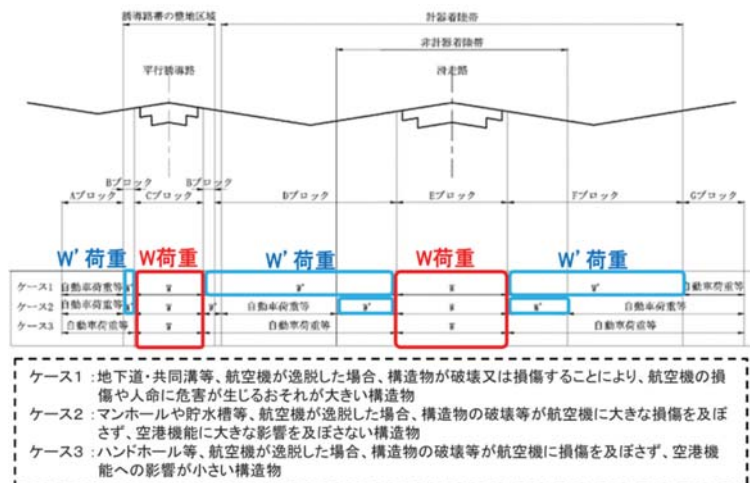 誘導路帯の整地区域
計器着陸帯
非計器着陸帯
平行誘導路
滑走路
Bブロック Bブロック
Aブロック Cブロック Dブロック Eブロック Fブロック Gブロック
W'荷重 W荷重 W'荷重 W荷重 W'荷重
ケース1 自動車荷重等 W' W W' W W' 自動車荷重等
ケース2 自動車荷重等 W' W W' 自動車荷重等 W' W W' 自動車荷重等
ケース3 自動車荷重等 W 自動車荷重等 W 自動車荷重等
ケース1:地下道・共同溝等、航空機が逸脱した場合、構造物が破壊又は損傷することにより、航空機の損
傷や人命に危害が生じるおそれが大きい構造物
ケース2:マンホールや貯水槽等、航空機が逸脱した場合、構造物の破壊等が航空機に大きな損傷を及ぼ
さず、空港機能に大きな影響を及ぼさない構造物
ケース3:ハンドホール等、航空機が逸脱した場合、構造物の破壊等が航空機に損傷を及ぼさず、空港機
能への影響が小さい構造物